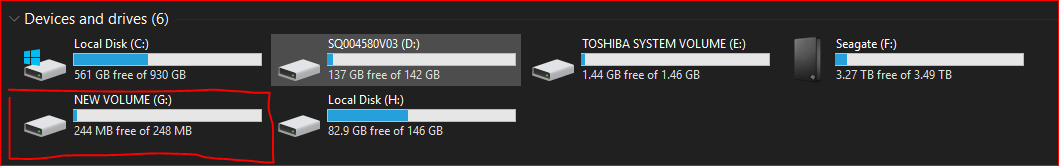 Devices and drives (6)
Local Disk (C:)
561 GB free of 930 GB
SQ004580V03 (D:)
137 GB free of 142 GB
TOSHIBA SYSTEM VOLUME (E:)
1.44 GB free of 1.46 GB
Seagate (F:)
3.27 TB free of 3.49 TB
NEW VOLUME (G:)
244 MB free of 248 MB
Local Disk (H:)
82.9 GB free of 146 GB